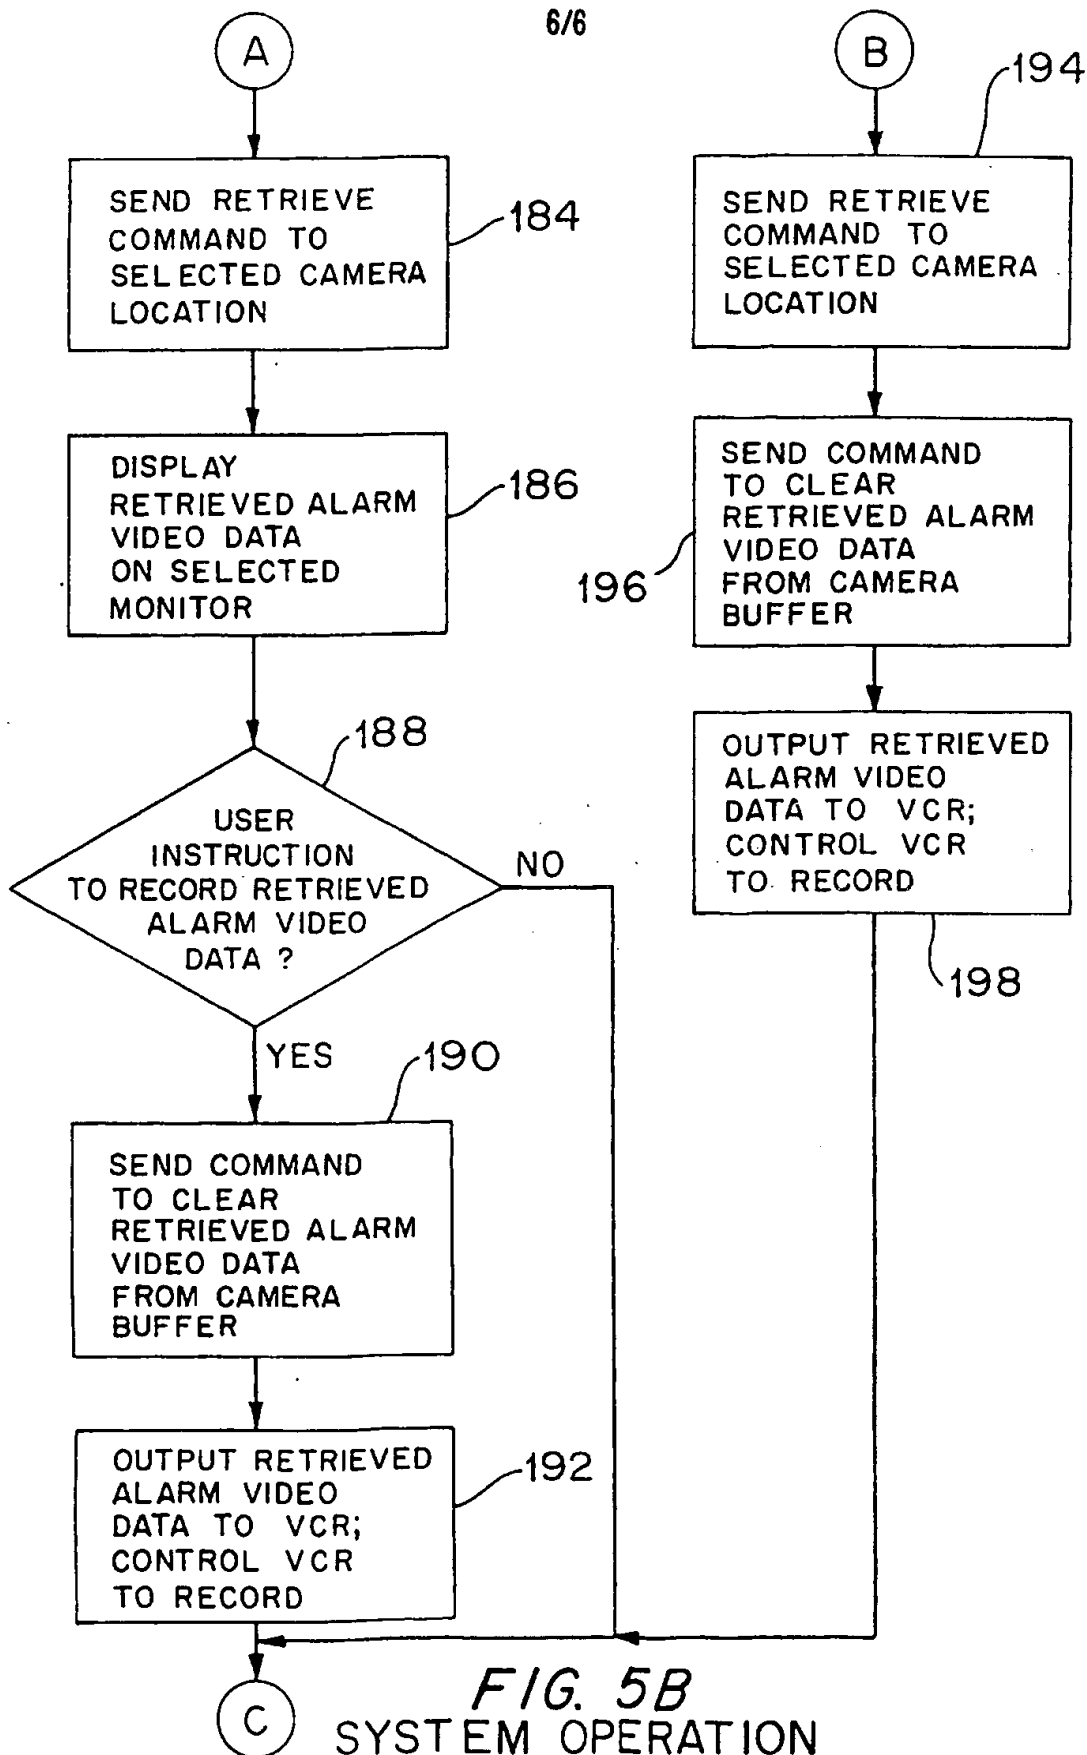 6/6
A
SEND RETRIEVE
COMMAND TO
SELECTED CAMERA
LOCATION
184
DISPLAY
RETRIEVED ALARM
VIDEO DATA
ON SELECTED
MONITOR
186
188
USER
INSTRUCTION
TO RECORD RETRIEVED
ALARM VIDEO
DATA ?
NO
YES
190
SEND COMMAND
TO CLEAR
RETRIEVED ALARM
VIDEO DATA
FROM CAMERA
BUFFER
OUTPUT RETRIEVED
ALARM VIDEO
DATA TO VCR;
CONTROL VCR
TO RECORD
192
C
B
194
SEND RETRIEVE
COMMAND TO
SELECTED CAMERA
LOCATION
SEND COMMAND
TO CLEAR
RETRIEVED ALARM
VIDEO DATA
FROM CAMERA
BUFFER
196
OUTPUT RETRIEVED
ALARM VIDEO
DATA TO VCR;
CONTROL VCR
TO RECORD
198
FIG. 5B
SYSTEM OPERATION